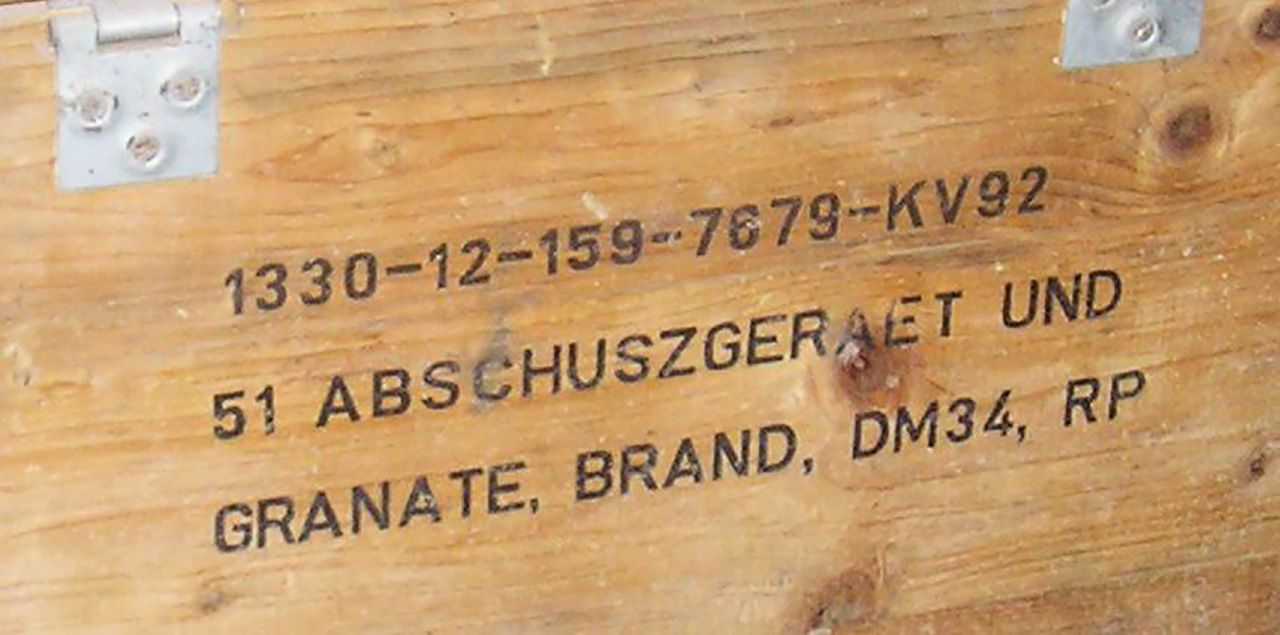 1330-12-159-7679-KV92
51 ABSCHUSZGERAET UND
GRANATE, BRAND, DM34, RP